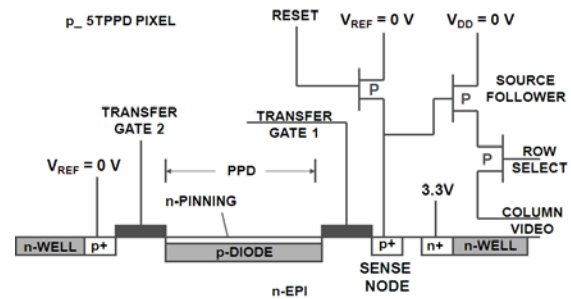 p_ 5TPPD PIXEL
RESET
V_REF = 0 V
V_DD = 0 V
P
P
SOURCE
FOLLOWER
TRANSFER
GATE 2
TRANSFER
GATE 1
P
ROW
SELECT
V_REF = 0 V
PPD
n-PINNING
3.3V
COLUMN
VIDEO
n-WELL
p+
p-DIODE
p+
n+
n-WELL
SENSE
NODE
n-EPI